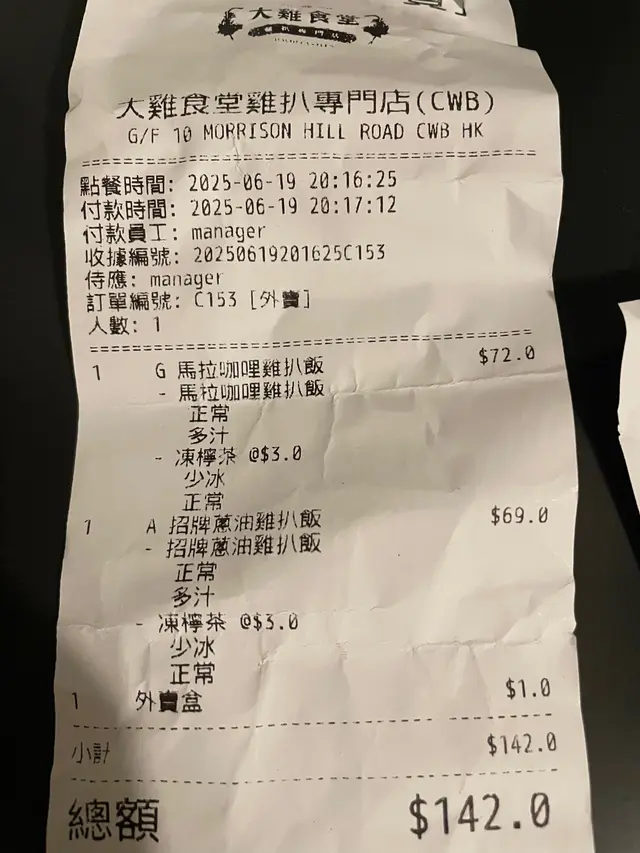 大雞食堂
大雞食堂雞扒專門店(CWB)
G/F 10 MORRISON HILL ROAD CWB HK
點餐時間: 2025-06-19 20:16:25
付款時間: 2025-06-19 20:17:12
付款員工: manager
收據編號: 20250619201625C153
侍應: manager
訂單編號: C153 [外賣]
人數: 1
1 G 馬拉咖哩雞扒飯 $72.0
- 馬拉咖哩雞扒飯
正常
多汁
- 凍檸茶 @$3.0
少冰
正常
1 A 招牌蔥油雞扒飯 $69.0
- 招牌蔥油雞扒飯
正常
多汁
- 凍檸茶 @$3.0
少冰
正常
1 外賣盒 $1.0
小計 $142.0
總額 $142.0